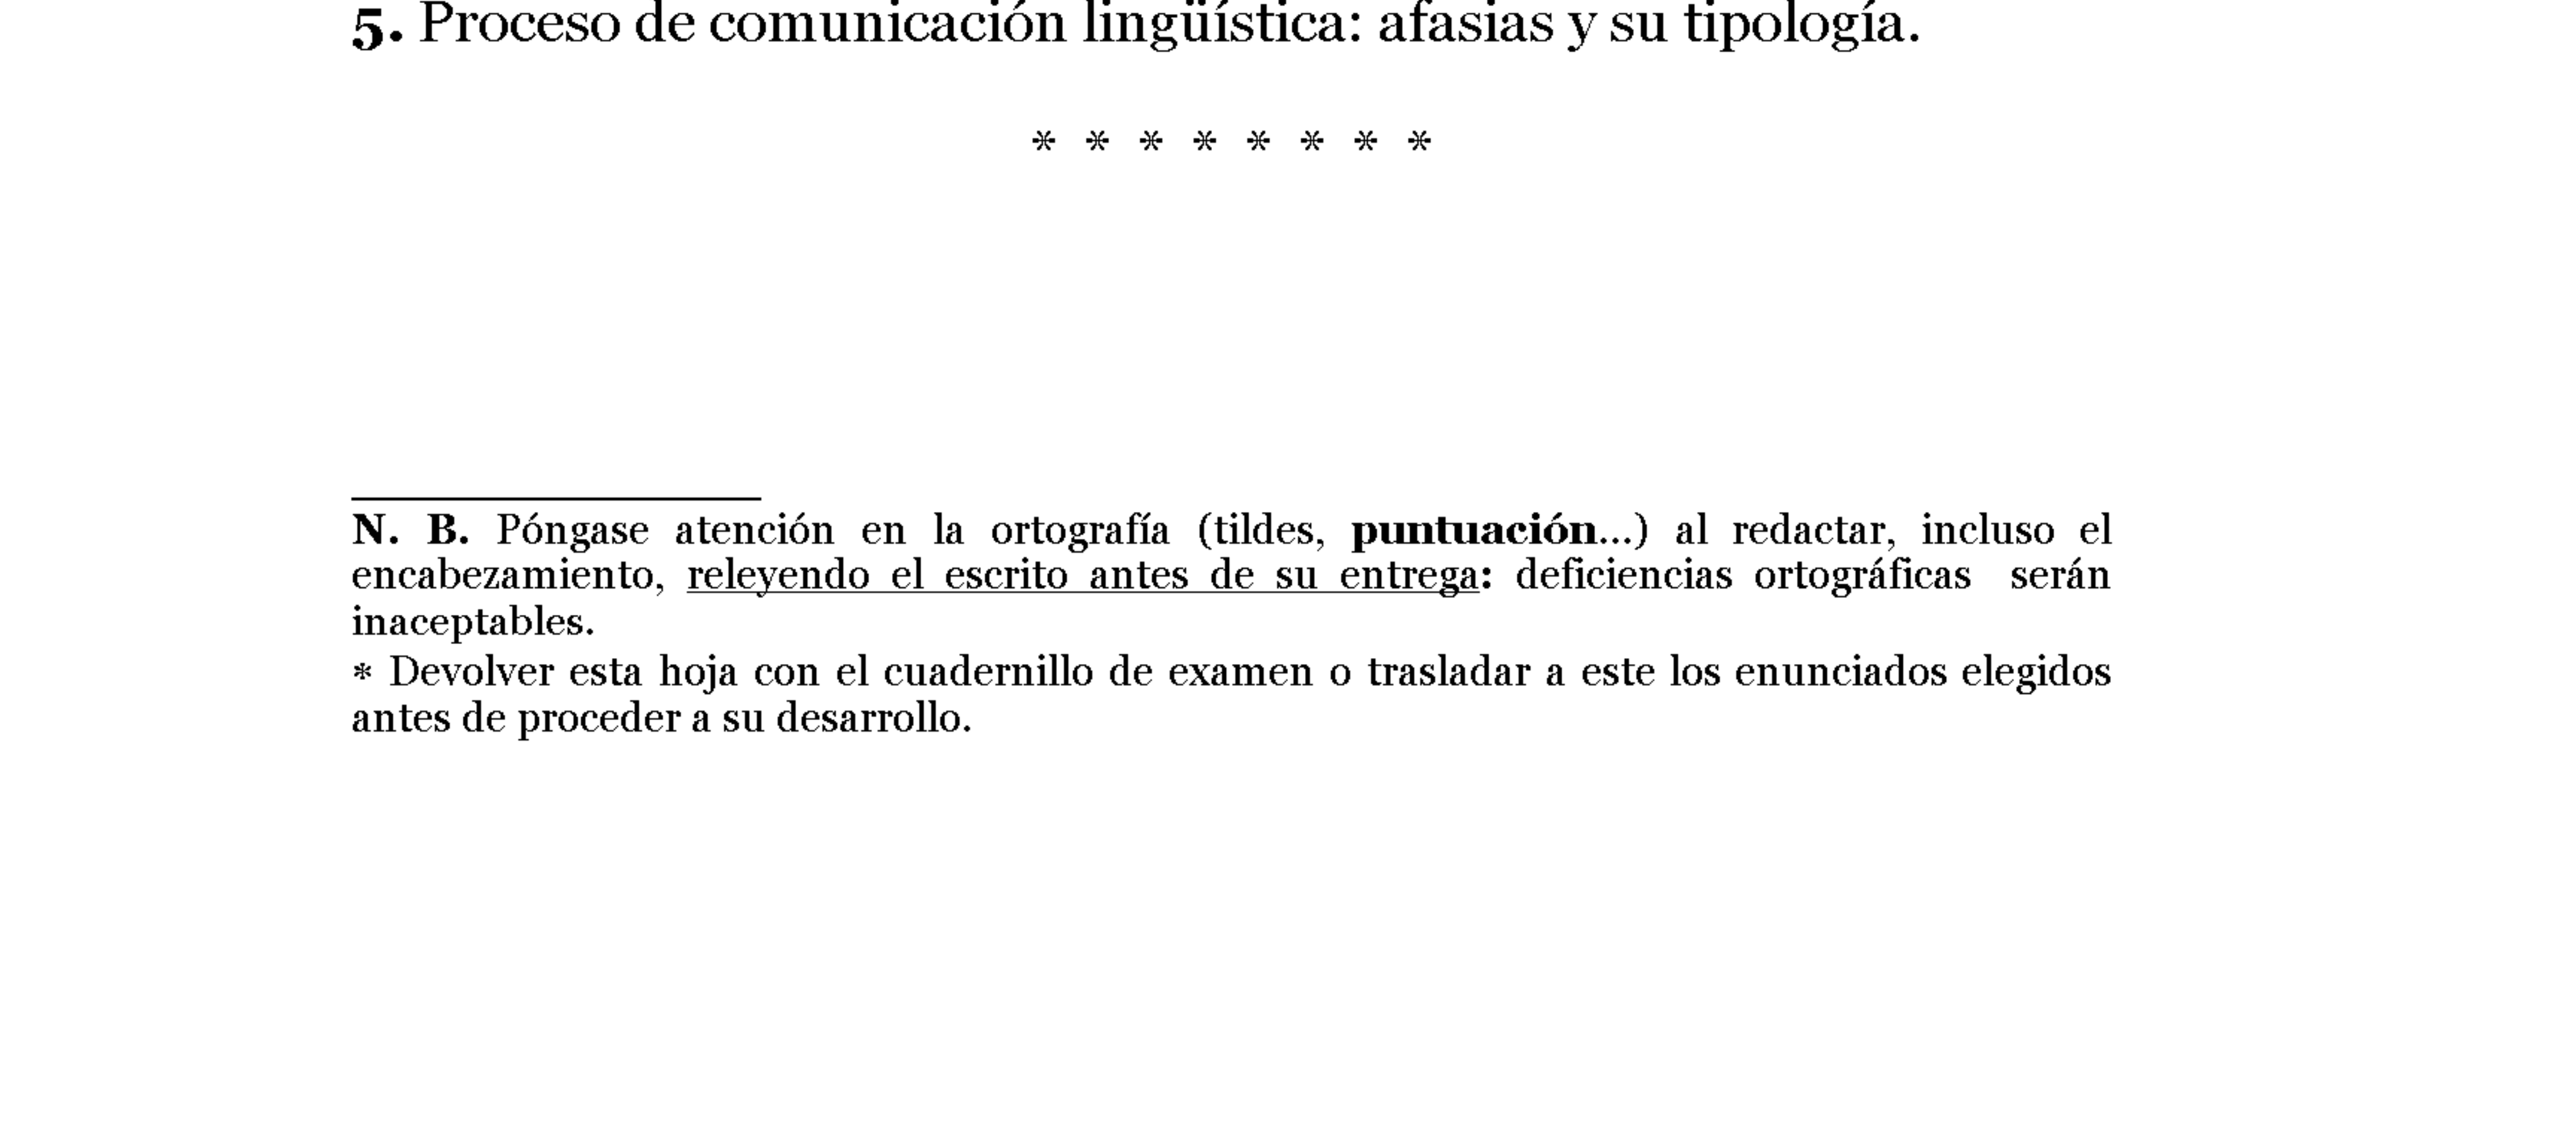 5. Proceso de comunicación lingüística: afasias y su tipología.
* * * * * * * *
N. B. Póngase atención en la ortografía (tildes, puntuación...) al redactar, incluso el
encabezamiento, releyendo el escrito antes de su entrega: deficiencias ortográficas serán
inaceptables.
* Devolver esta hoja con el cuadernillo de examen o trasladar a este los enunciados elegidos
antes de proceder a su desarrollo.